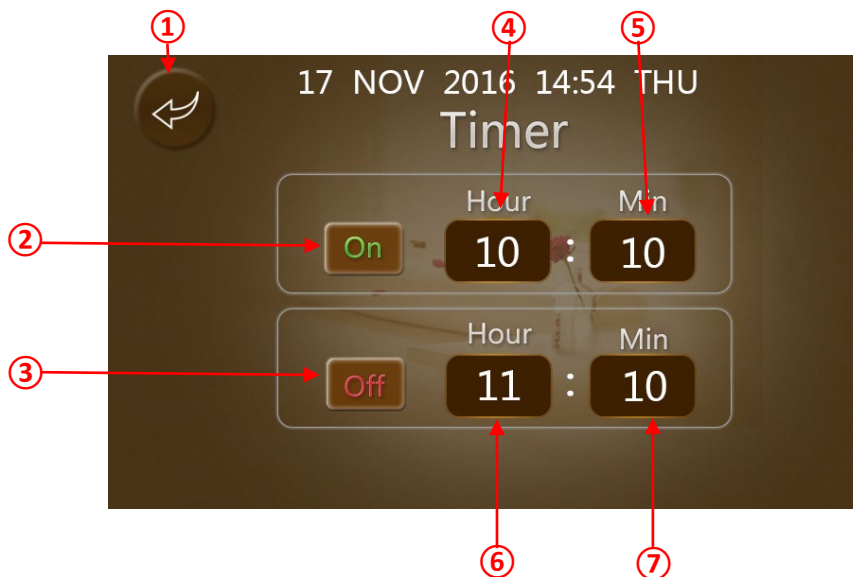 ① ④ ⑤
17 NOV 2016 14:54 THU
Timer
Hour Min
② On 10 : 10
Hour Min
③ Off 11 : 10
⑥ ⑦